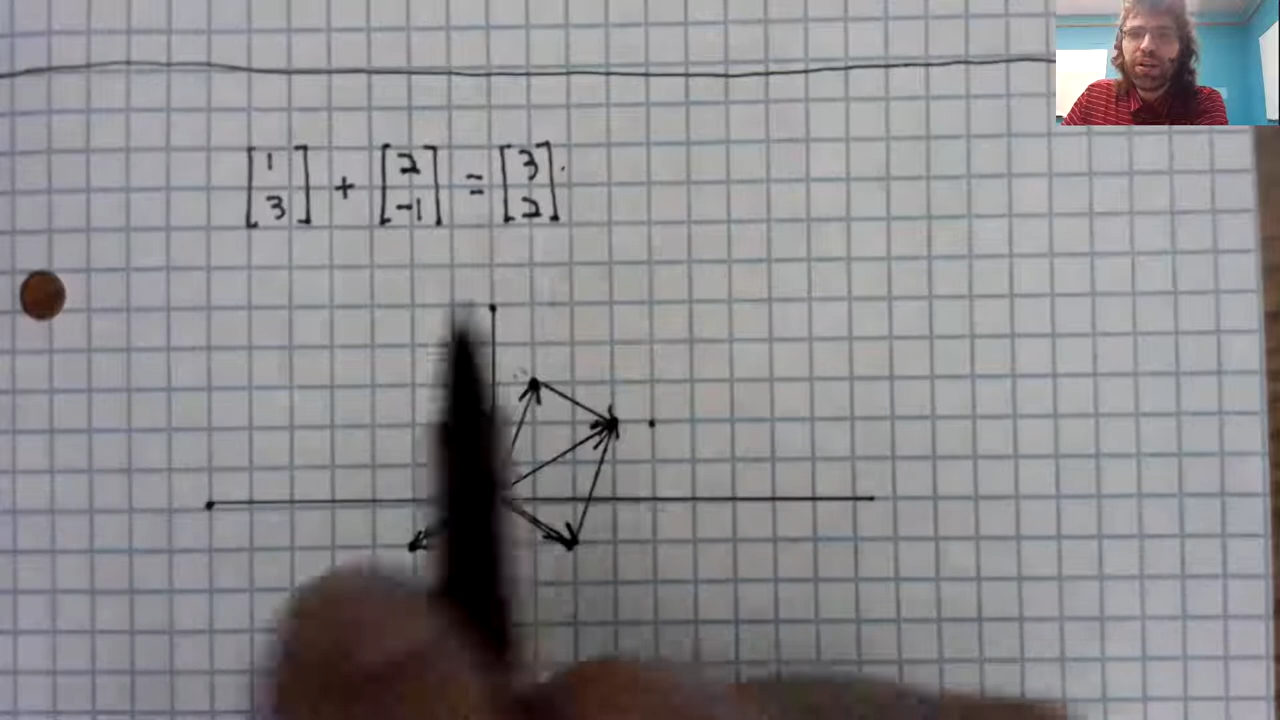 [1 3] + [2 -1] = [3 2].